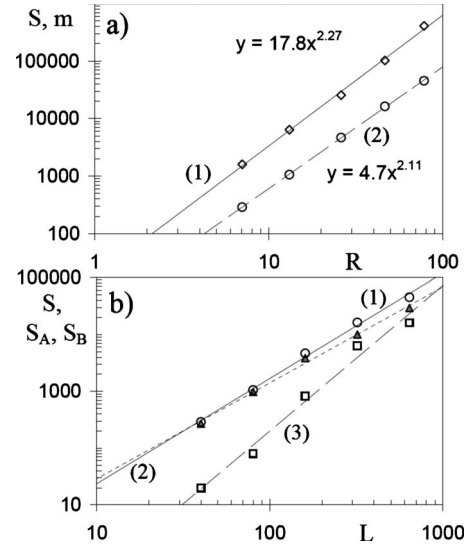 S, m
a)
y = 17.8x^2.27
100000
10000
(1)
(2)
1000
y = 4.7x^2.11
100
1
10
R
100
100000
b)
S,
(1)
S_A, S_B
1000
(3)
(2)
10
10
100
L
1000